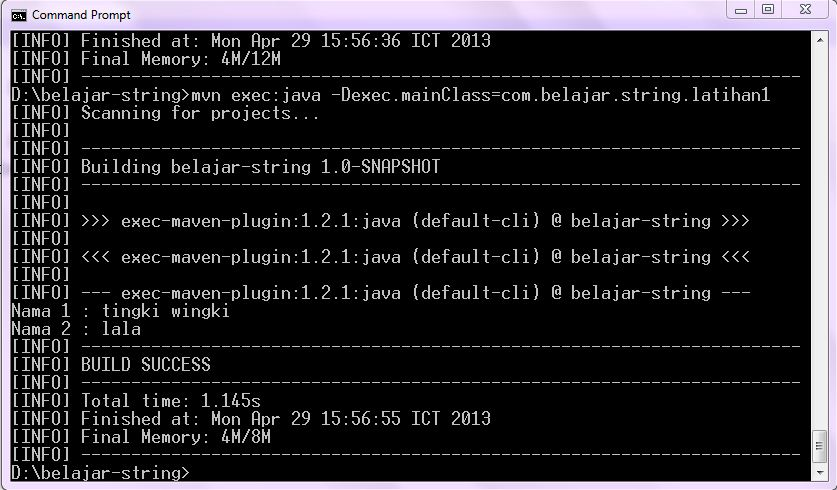 Command Prompt
[INFO] Finished at: Mon Apr 29 15:56:36 ICT 2013
[INFO] Final Memory: 4M/12M
[INFO] ------------------------------------------------------------------------
D:\belajar-string>mvn exec:java -Dexec.mainClass=com.belajar.string.latihan1
[INFO] Scanning for projects...
[INFO]
[INFO] ------------------------------------------------------------------------
[INFO] Building belajar-string 1.0-SNAPSHOT
[INFO] ------------------------------------------------------------------------
[INFO]
[INFO] >>> exec-maven-plugin:1.2.1:java (default-cli) @ belajar-string >>>
[INFO]
[INFO] <<< exec-maven-plugin:1.2.1:java (default-cli) @ belajar-string <<<
[INFO]
[INFO] --- exec-maven-plugin:1.2.1:java (default-cli) @ belajar-string ---
Nama 1 : tingki wingki
Nama 2 : lala
[INFO] ------------------------------------------------------------------------
[INFO] BUILD SUCCESS
[INFO] ------------------------------------------------------------------------
[INFO] Total time: 1.145s
[INFO] Finished at: Mon Apr 29 15:56:55 ICT 2013
[INFO] Final Memory: 4M/8M
[INFO] ------------------------------------------------------------------------
D:\belajar-string>